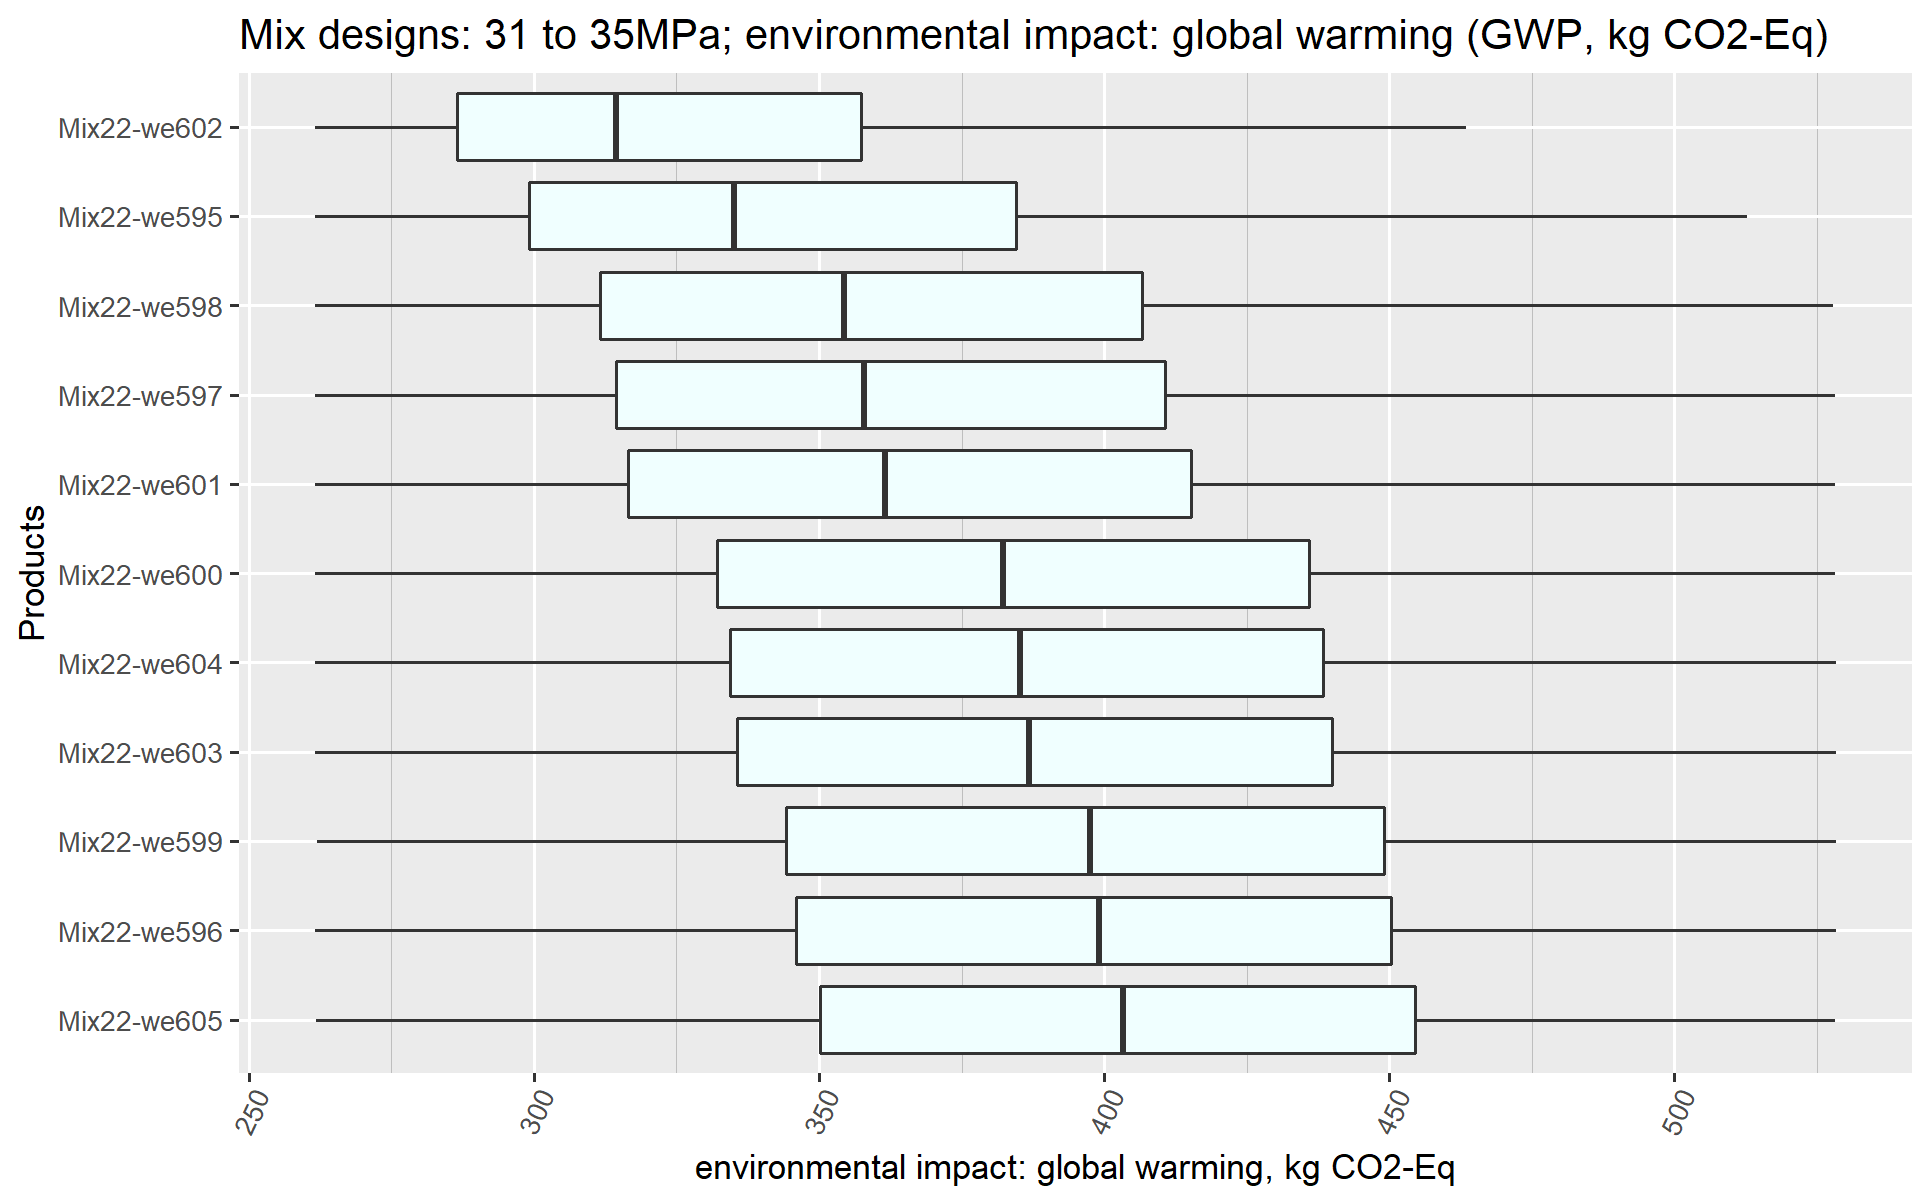 Mix designs: 31 to 35MPa; environmental impact: global warming (GWP, kg CO2-Eq)
Products
Mix22-we602
Mix22-we595
Mix22-we598
Mix22-we597
Mix22-we601
Mix22-we600
Mix22-we604
Mix22-we603
Mix22-we599
Mix22-we596
Mix22-we605
250 300 350 400 450 500
environmental impact: global warming, kg CO2-Eq